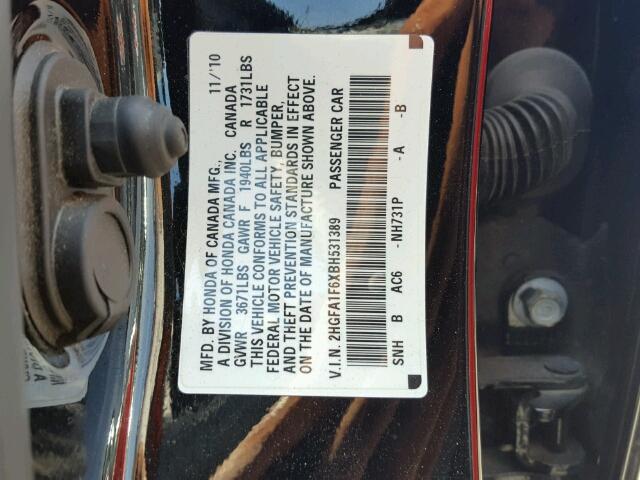 MFD. BY HONDA OF CANADA MFG., 11/10
A DIVISION OF HONDA CANADA INC. CANADA
GVWR 3671LBS GAWR F 1940LBS R 1731LBS
THIS VEHICLE CONFORMS TO ALL APPLICABLE
FEDERAL MOTOR VEHICLE SAFETY, BUMPER,
AND THEFT PREVENTION STANDARDS IN EFFECT
ON THE DATE OF MANUFACTURE SHOWN ABOVE.
V.I.N. 2HGFA1F6XBH531389 PASSENGER CAR
SNH B AC6 -NH731P -A -B